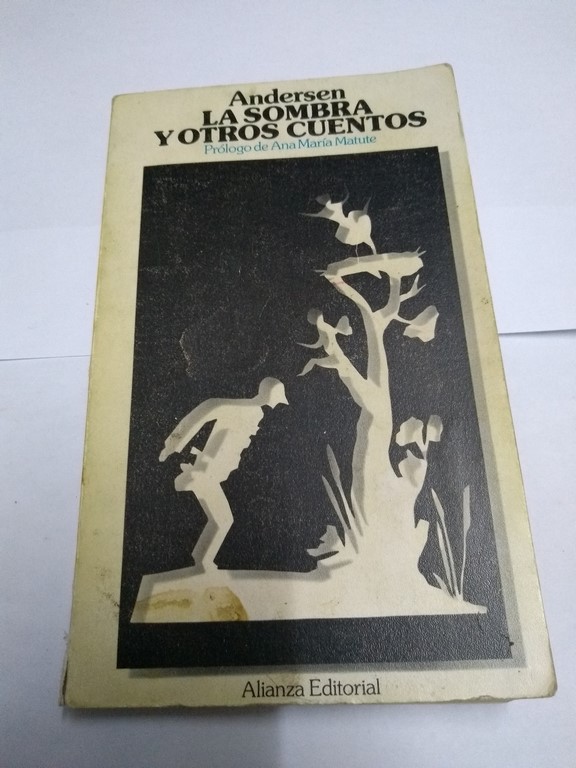 Andersen
LA SOMBRA
Y OTROS CUENTOS
Prólogo de Ana María Matute
Alianza Editorial